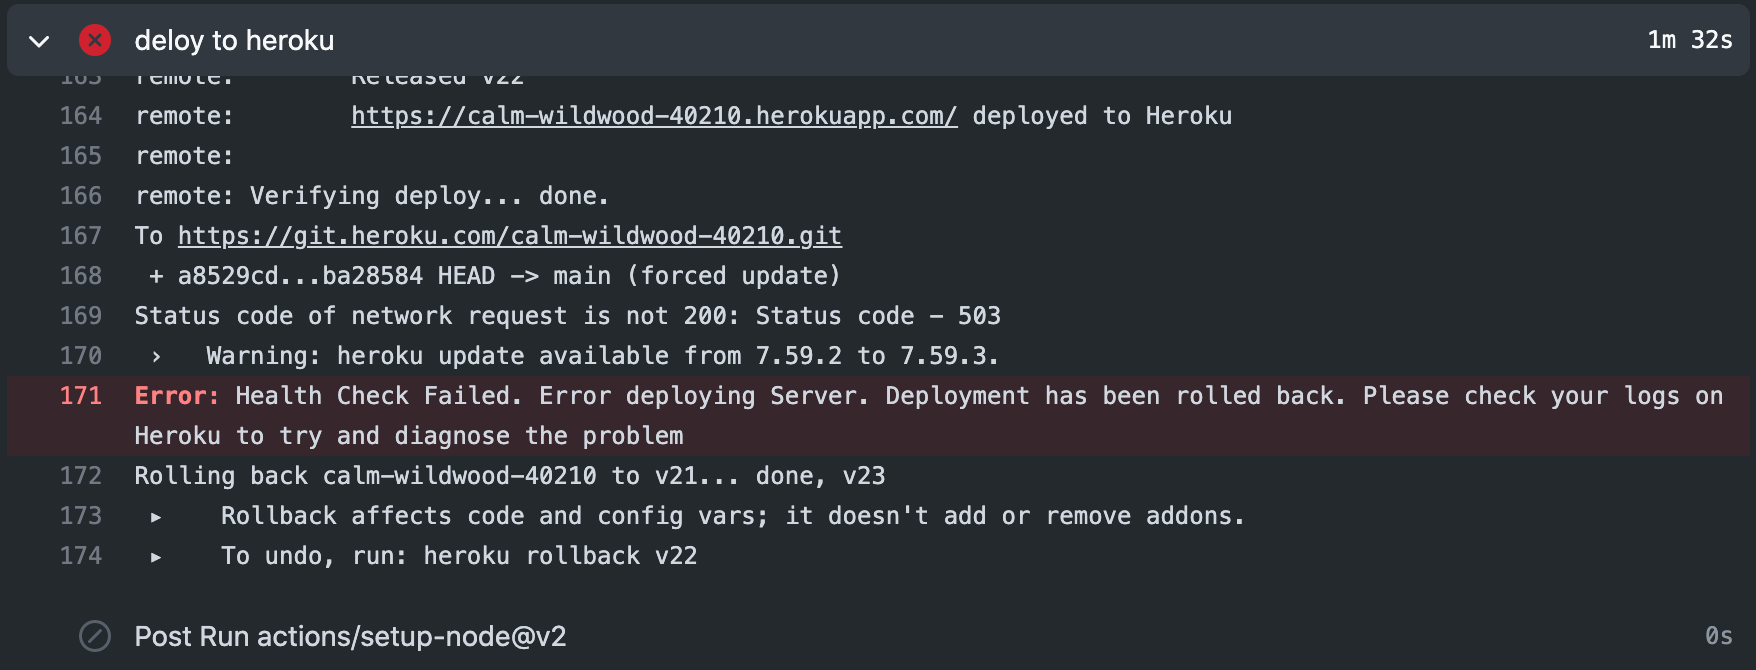 deloy to heroku 1m 32s
163 remote: Released v22
164 remote: https://calm-wildwood-40210.herokuapp.com/ deployed to Heroku
165 remote:
166 remote: Verifying deploy... done.
167 To https://git.heroku.com/calm-wildwood-40210.git
168 + a8529cd...ba28584 HEAD -> main (forced update)
169 Status code of network request is not 200: Status code - 503
170 › Warning: heroku update available from 7.59.2 to 7.59.3.
171 Error: Health Check Failed. Error deploying Server. Deployment has been rolled back. Please check your logs on
Heroku to try and diagnose the problem
172 Rolling back calm-wildwood-40210 to v21... done, v23
173 ▸ Rollback affects code and config vars; it doesn't add or remove addons.
174 ▸ To undo, run: heroku rollback v22
Post Run actions/setup-node@v2 0s